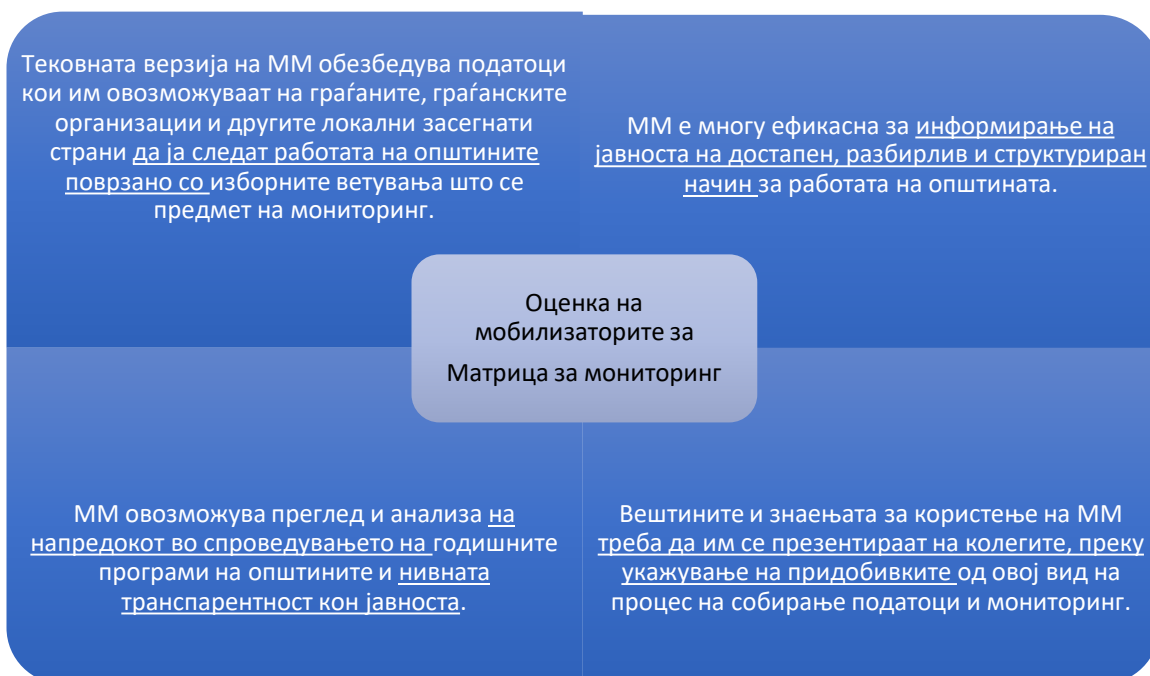 Тековната верзија на ММ обезбедува податоци
кои им овозможуваат на граѓаните, граѓанските
организации и другите локални засегнати
страни да ја следат работата на општините
поврзано со изборните ветувања што се
предмет на мониторинг.
ММ е многу ефикасна за информирање на
јавноста на достапен, разбирлив и структуриран
начин за работата на општината.
Оценка на
мобилизаторите за
Матрица за мониторинг
ММ овозможува преглед и анализа на
напредокот во спроведувањето на годишните
програми на општините и нивната
транспарентност кон јавноста.
Вештините и знаењата за користење на ММ
треба да им се презентираат на колегите, преку
укажување на придобивките од овој вид на
процес на собирање податоци и мониторинг.